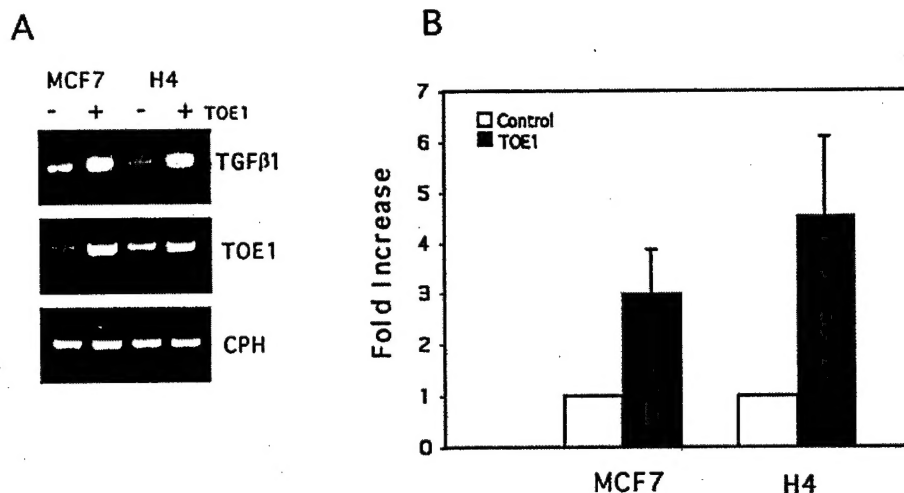 A
MCF7 H4
- + - + TOE1
TGFβ1
TOE1
CPH
B
7
6
5
4
3
2
1
0
Fold Increase
Control
TOE1
MCF7 H4